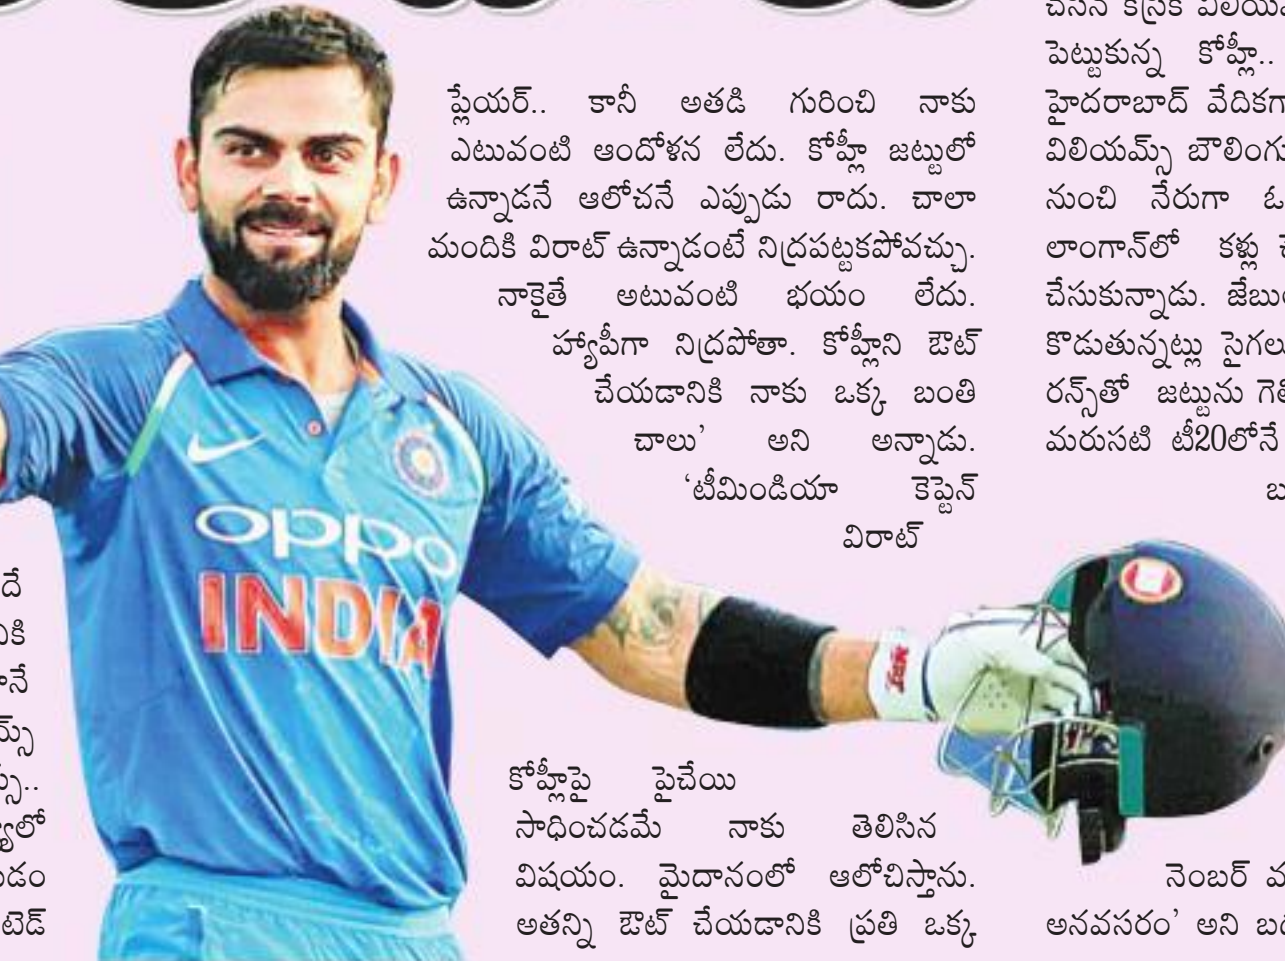 ప్లేయర్.. కానీ అతడి గురించి నాకు
ఎటువంటి ఆందోళన లేదు. కోహ్లీ జట్టులో
ఉన్నాడనే ఆలోచనే ఎప్పుడు రాదు. చాలా
మందికి విరాట్ ఉన్నాడంటే నిద్రపట్టకపోవచ్చు.
నాకైతే అటువంటి భయం లేదు.
హ్యాపీగా నిద్రపోతా. కోహ్లీని ఔట్
చేయడానికి నాకు ఒక్క బంతి
చాలు’ అని అన్నాడు.
‘టీమిండియా కెప్టెన్
విరాట్
కోహ్లీపై పైచేయి
సాధించడమే నాకు తెలిసిన
విషయం. మైదానంలో ఆలోచిస్తాను.
అతన్ని ఔట్ చేయడానికి ప్రతి ఒక్క
పెట్టుకున్న కోహ్లీ..
హైదరాబాద్
విలియమ్స్
నుంచి నేరుగా
లాంగాన్‌లో కళ్లు
చేసుకున్నాడు.
కొడుతున్నట్లు
రన్స్‌తో జట్టును
మరుసటి టీ20లోనే
నెంబర్
అనవసరం’ అని
oppo
INDIA
MRF